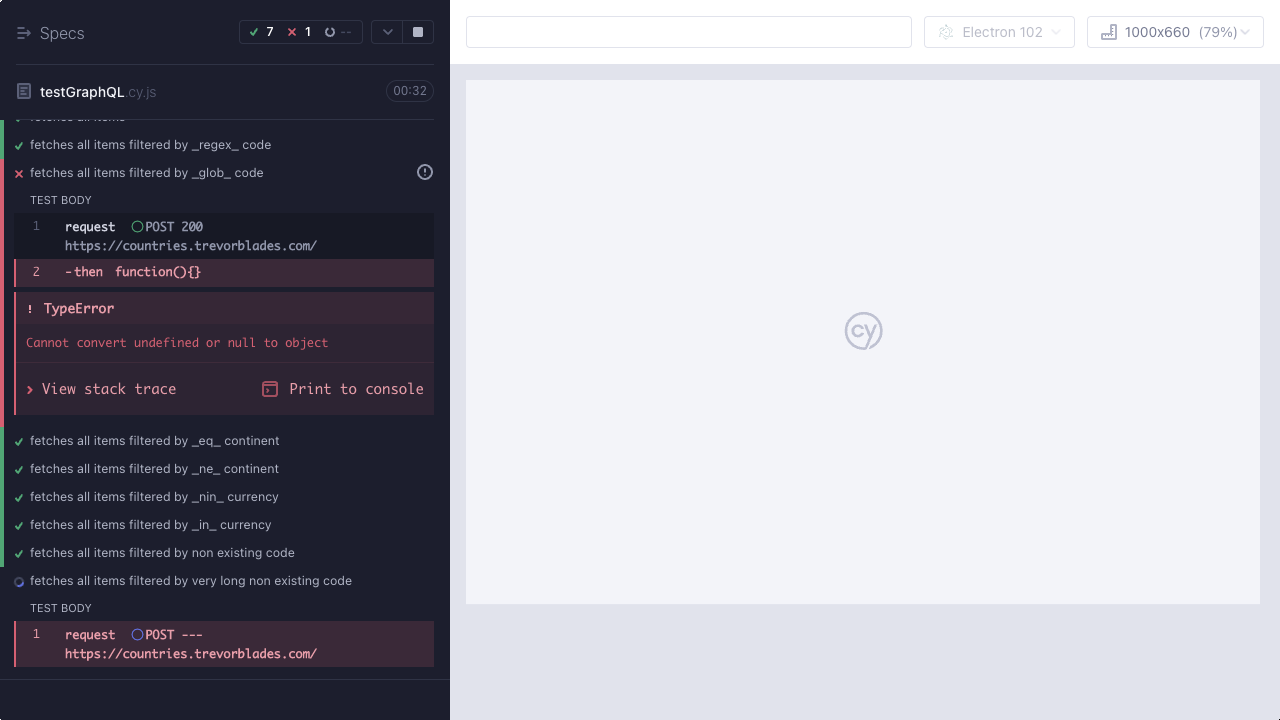 Specs
7 1 --
testGraphQL.cy.js
00:32
fetches all items
fetches all items filtered by _regex_ code
fetches all items filtered by _glob_ code
TEST BODY
1 request POST 200
https://countries.trevorblades.com/
2 -then function(){}
! TypeError
Cannot convert undefined or null to object
View stack trace
Print to console
fetches all items filtered by _eq_ continent
fetches all items filtered by _ne_ continent
fetches all items filtered by _nin_ currency
fetches all items filtered by _in_ currency
fetches all items filtered by non existing code
fetches all items filtered by very long non existing code
TEST BODY
1 request POST ---
https://countries.trevorblades.com/
Electron 102
1000x660 (79%)
cy